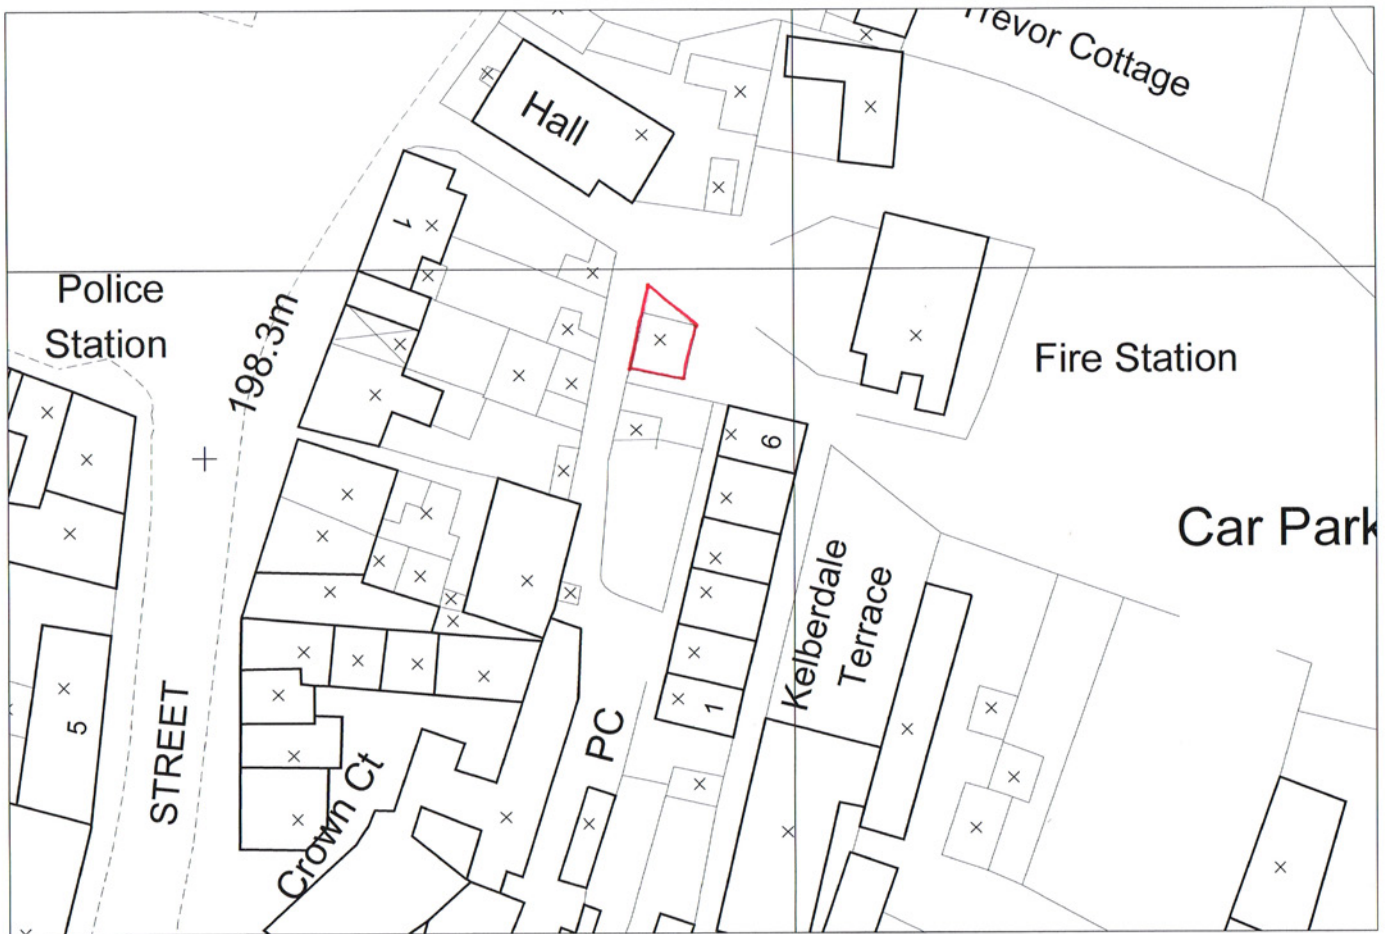 Trevor Cottage
Hall
1
Police
Station
198.3m
Fire Station
6
Car Park
Kelberdale
Terrace
5
STREET
1
PC
Crown Ct